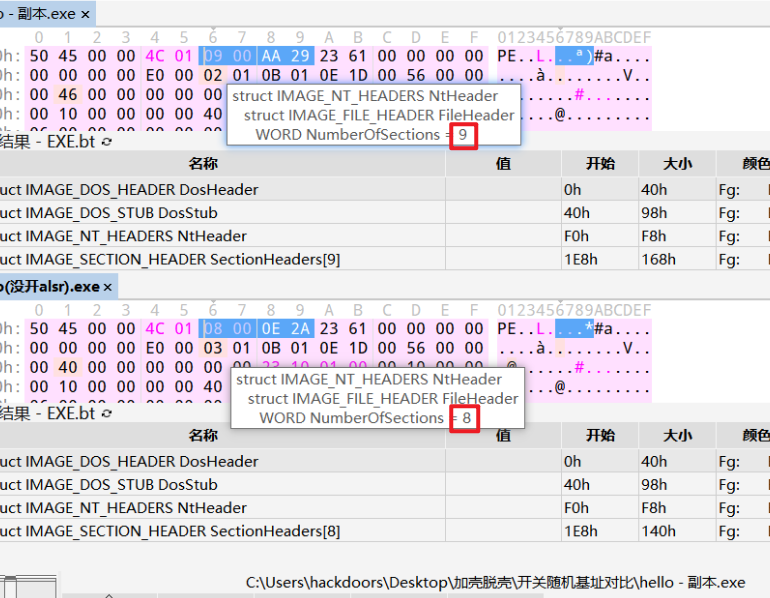 o - 副本.exe ×
0 1 2 3 4 5 6 7 8 9 A B C D E F 0123456789ABCDEF
0h: 50 45 00 00 4C 01 09 00 AA 29 23 61 00 00 00 00 PE..L...ª)#a....
0h: 00 00 00 00 E0 00 02 01 0B 01 0E 1D 00 56 00 00 ....à........V..
0h: 00 46 00 00 00 00 #
struct IMAGE_NT_HEADERS NtHeader
0h: 00 10 00 00 00 40 @
struct IMAGE_FILE_HEADER FileHeader
WORD NumberOfSections = 9
结果 - EXE.bt
名称 值 开始 大小 颜色
uct IMAGE_DOS_HEADER DosHeader 0h 40h Fg:
uct IMAGE_DOS_STUB DosStub 40h 98h Fg:
uct IMAGE_NT_HEADERS NtHeader F0h F8h Fg:
uct IMAGE_SECTION_HEADER SectionHeaders[9] 1E8h 168h Fg:
o(没开alsr).exe ×
0 1 2 3 4 5 6 7 8 9 A B C D E F 0123456789ABCDEF
0h: 50 45 00 00 4C 01 08 00 0E 2A 23 61 00 00 00 00 PE..L....*#a....
0h: 00 00 00 00 E0 00 03 01 0B 01 0E 1D 00 56 00 00 ....à........V..
0h: 00 40 00 00 00 00 #
struct IMAGE_NT_HEADERS NtHeader
0h: 00 10 00 00 00 40 @
struct IMAGE_FILE_HEADER FileHeader
WORD NumberOfSections = 8
结果 - EXE.bt
名称 值 开始 大小 颜色
uct IMAGE_DOS_HEADER DosHeader 0h 40h Fg:
uct IMAGE_DOS_STUB DosStub 40h 98h Fg:
uct IMAGE_NT_HEADERS NtHeader F0h F8h Fg:
uct IMAGE_SECTION_HEADER SectionHeaders[8] 1E8h 140h Fg:
C:\Users\hackdoors\Desktop\加壳脱壳\开关随机基址对比\hello - 副本.exe